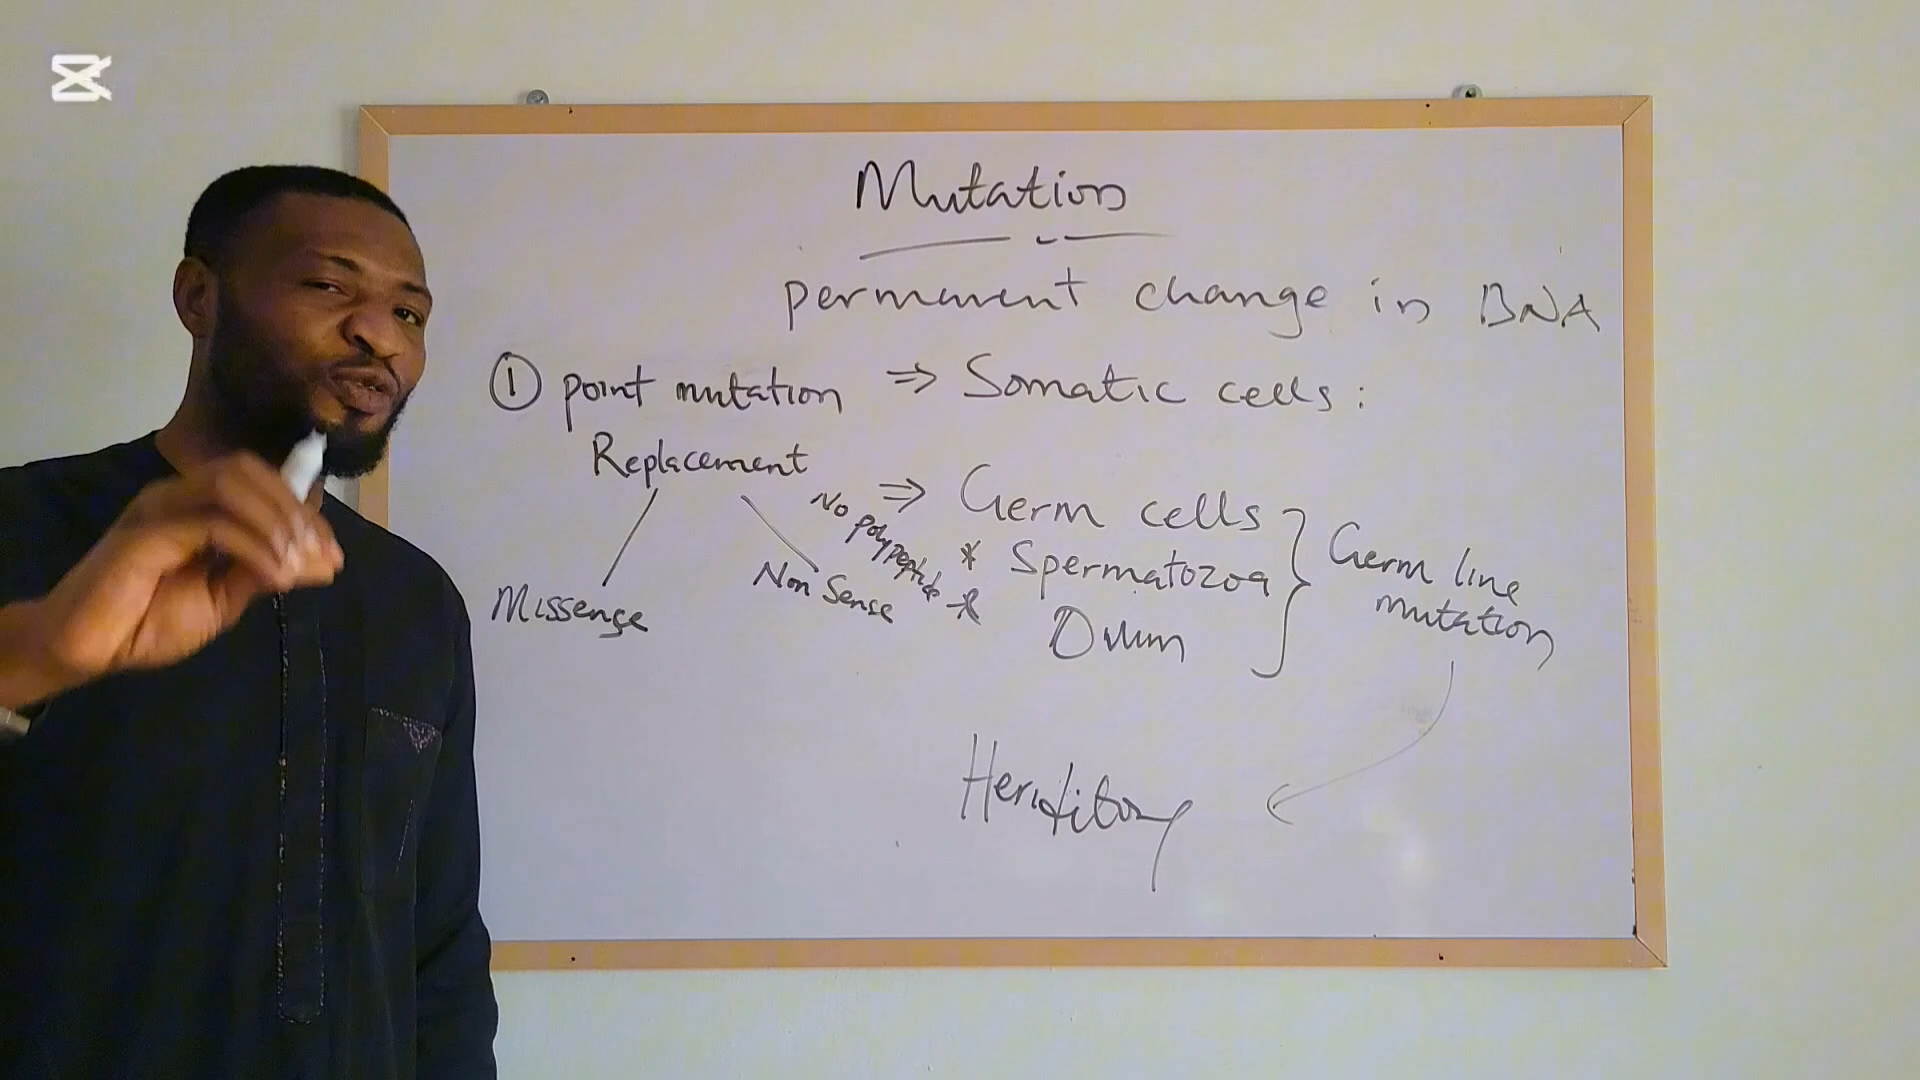 Mutation
permanent change in DNA
① point mutation ⇒ Somatic cells:
Replacement
⇒ Germ cells
No polypeptide
* Spermatozoa
* Ovum
Germ line
mutation
Missense
Non Sense
Heriditory